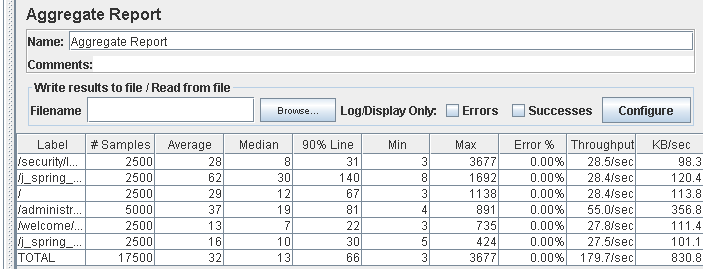 Aggregate Report
Name: Aggregate Report
Comments:
Write results to file / Read from file
Filename Browse... Log/Display Only: Errors Successes Configure
Label # Samples Average Median 90% Line Min Max Error % Throughput KB/sec
/security/l... 2500 28 8 31 3 3677 0.00% 28.5/sec 98.3
/j_spring_... 2500 62 30 140 8 1692 0.00% 28.4/sec 120.4
/ 2500 29 12 67 3 1138 0.00% 28.4/sec 113.8
/administr... 5000 37 19 81 4 891 0.00% 55.0/sec 356.8
/welcome/... 2500 13 7 22 3 735 0.00% 27.8/sec 111.4
/j_spring_... 2500 16 10 30 5 424 0.00% 27.5/sec 101.1
TOTAL 17500 32 13 66 3 3677 0.00% 179.7/sec 830.8